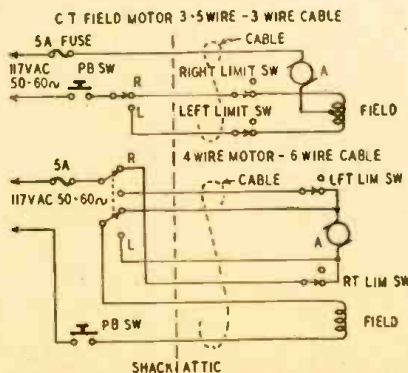 CT FIELD MOTOR 3·5WIRE-3 WIRE CABLE
5A FUSE
CABLE
117VAC
50-60~
PB SW
R
L
RIGHT LIMIT SW
LEFT LIMIT SW
A
FIELD
4 WIRE MOTOR-6 WIRE CABLE
5A
R
CABLE
LFT LIM SW
117VAC 50-60~
L
A
RT LIM SW
PB SW
FIELD
SHACK ATTIC